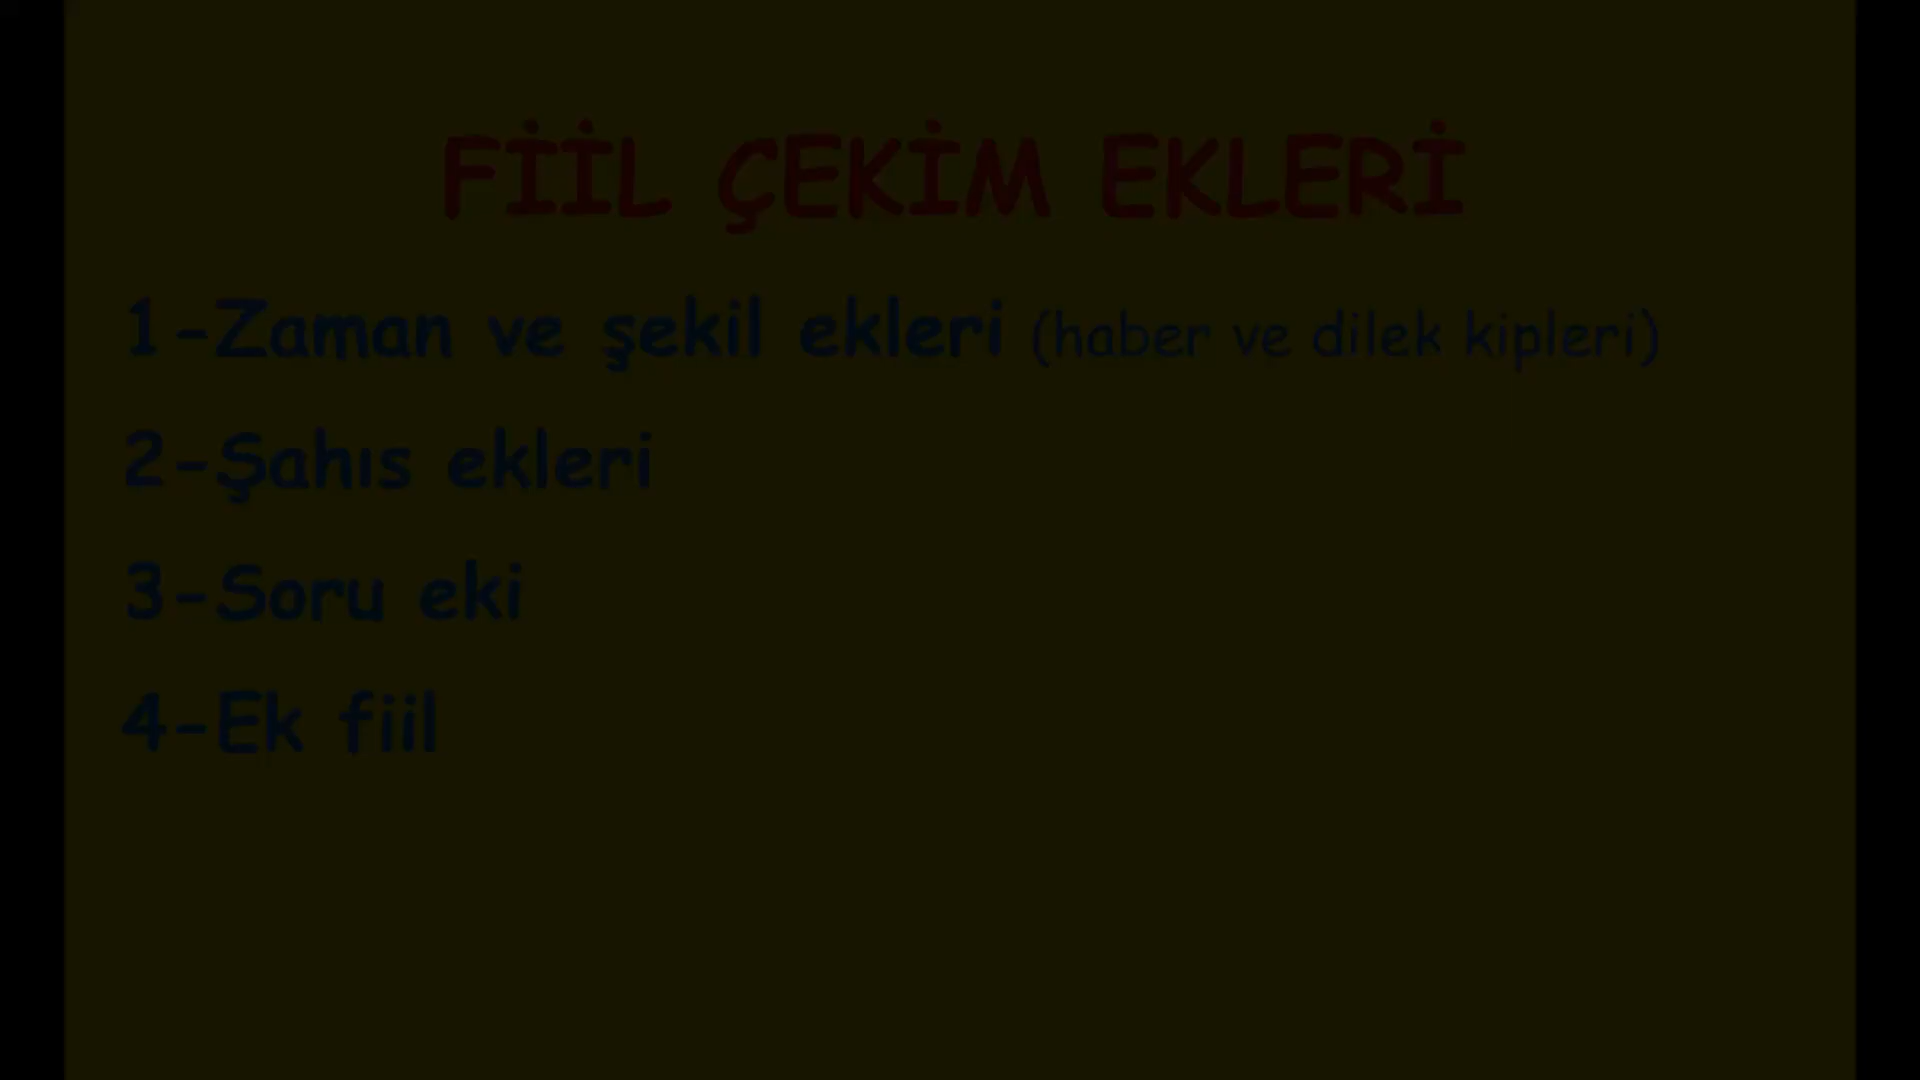 FİİL ÇEKİM EKLERİ
1-Zaman ve şekil ekleri (haber ve dilek kipleri)
2-Şahıs ekleri
3-Soru eki
4-Ek fiil